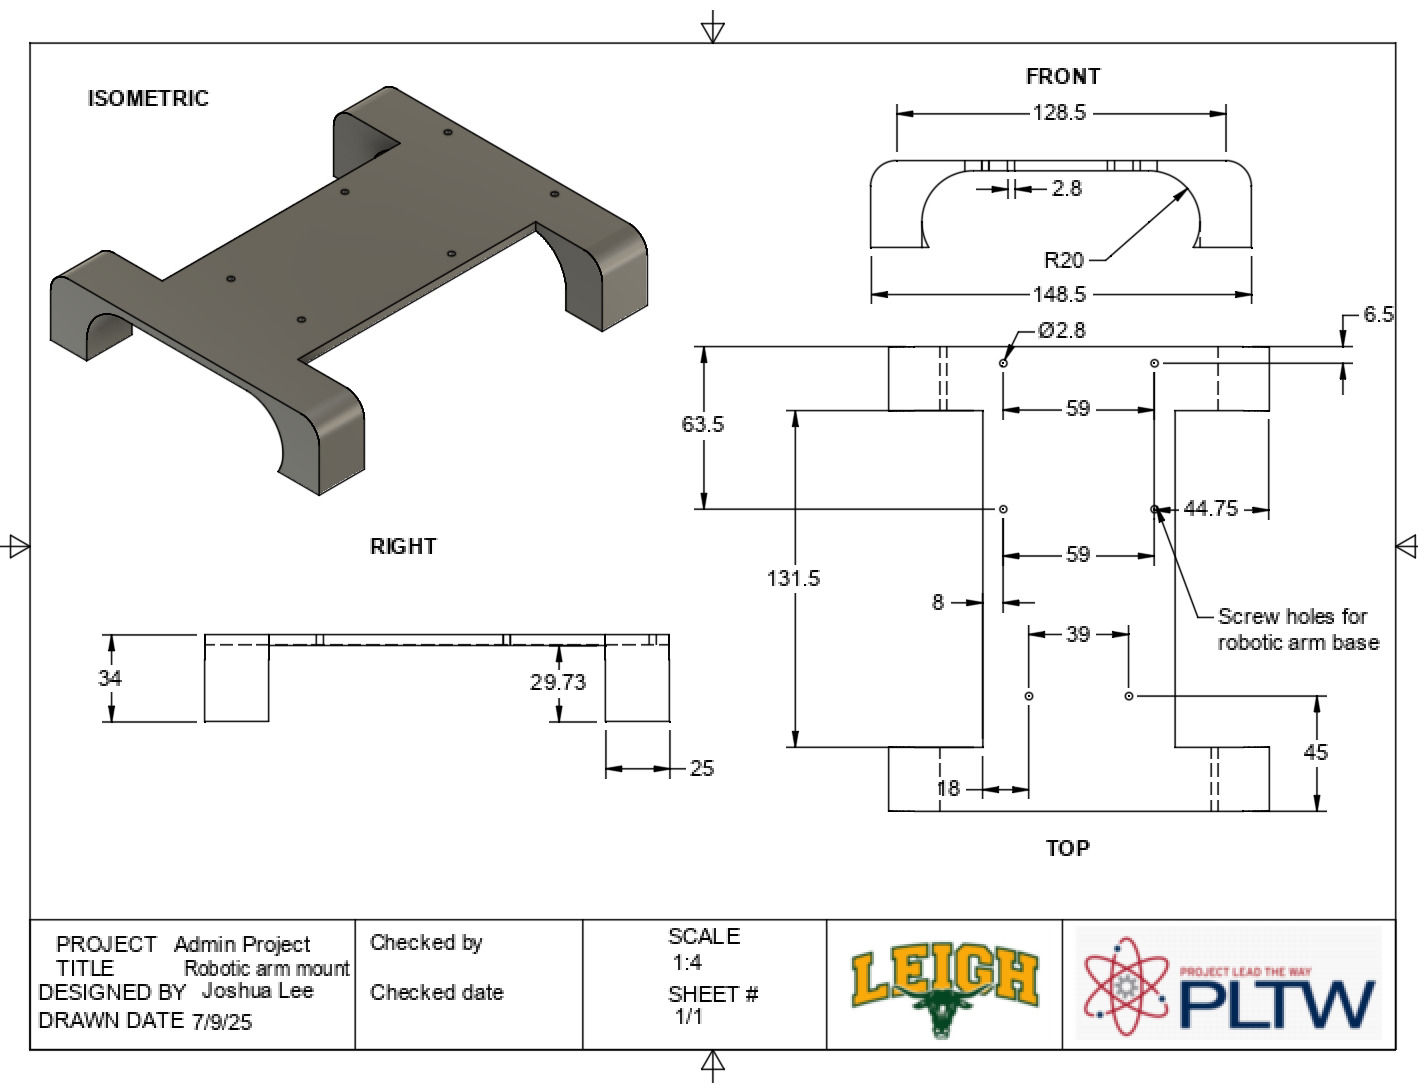 ISOMETRIC
FRONT
128.5
2.8
R20
148.5
6.5
Ø2.8
59
63.5
44.75
59
131.5
8
Screw holes for
robotic arm base
39
45
18
TOP
RIGHT
34
29.73
25
PROJECT Admin Project
TITLE Robotic arm mount
DESIGNED BY Joshua Lee
DRAWN DATE 7/9/25
Checked by
Checked date
SCALE
1:4
SHEET #
1/1
LEIGH
PROJECT LEAD THE WAY
PLTW